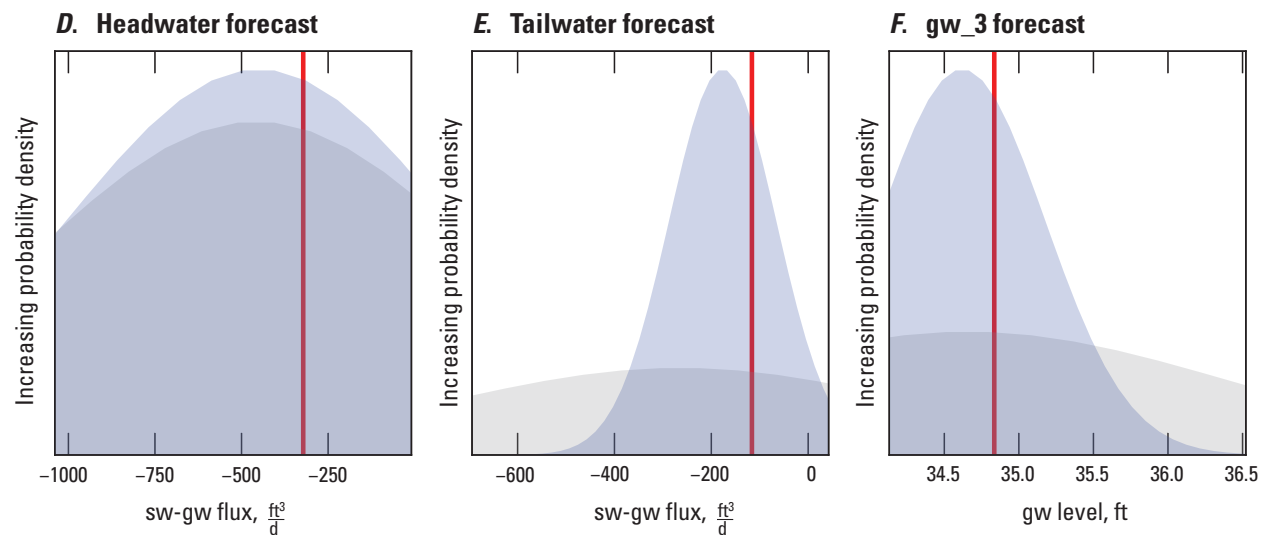 D. Headwater forecast
Increasing probability density
−1000 −750 −500 −250
sw-gw flux, ft³/d
E. Tailwater forecast
Increasing probability density
−600 −400 −200 0
sw-gw flux, ft³/d
F. gw_3 forecast
Increasing probability density
34.5 35.0 35.5 36.0 36.5
gw level, ft